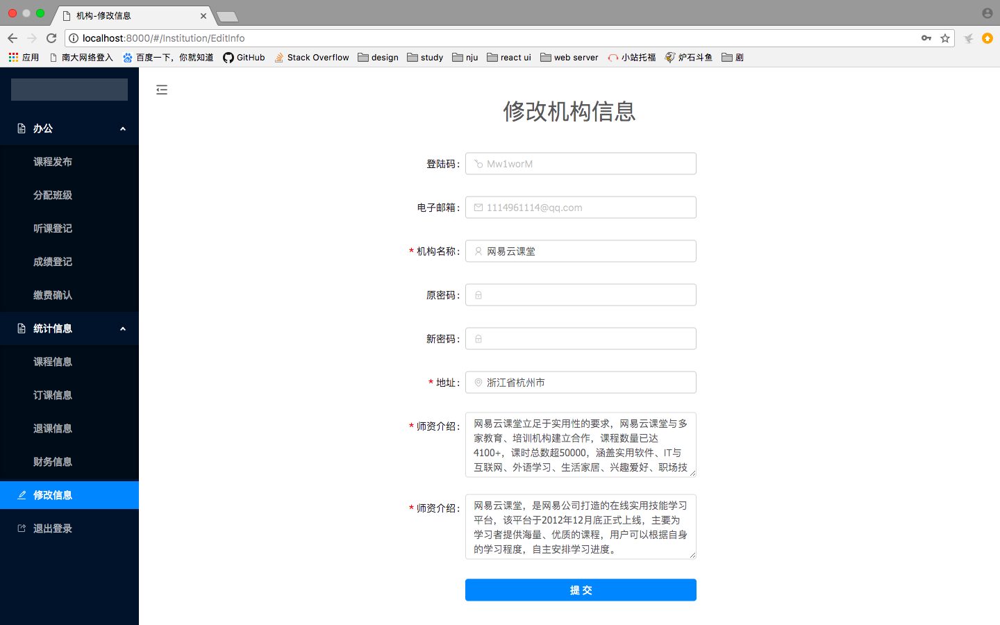 机构-修改信息
localhost:8000/#/Institution/EditInfo
应用 南大网络登入 百度一下，你就知道 GitHub Stack Overflow design study nju react ui web server 小站托福 炉石斗鱼 剧
办公
课程发布
分配班级
听课登记
成绩登记
缴费确认
统计信息
课程信息
订课信息
退课信息
财务信息
修改信息
退出登录
修改机构信息
登陆码： Mw1worM
电子邮箱： 1114961114@qq.com
* 机构名称： 网易云课堂
原密码：
新密码：
* 地址： 浙江省杭州市
* 师资介绍： 网易云课堂立足于实用性的要求，网易云课堂与多
家教育、培训机构建立合作，课程数量已达
4100+，课时总数超50000，涵盖实用软件、IT与
互联网、外语学习、生活家居、兴趣爱好、职场技
* 师资介绍： 网易云课堂，是网易公司打造的在线实用技能学习
平台，该平台于2012年12月底正式上线，主要为
学习者提供海量、优质的课程，用户可以根据自身
的学习程度，自主安排学习进度。
提 交